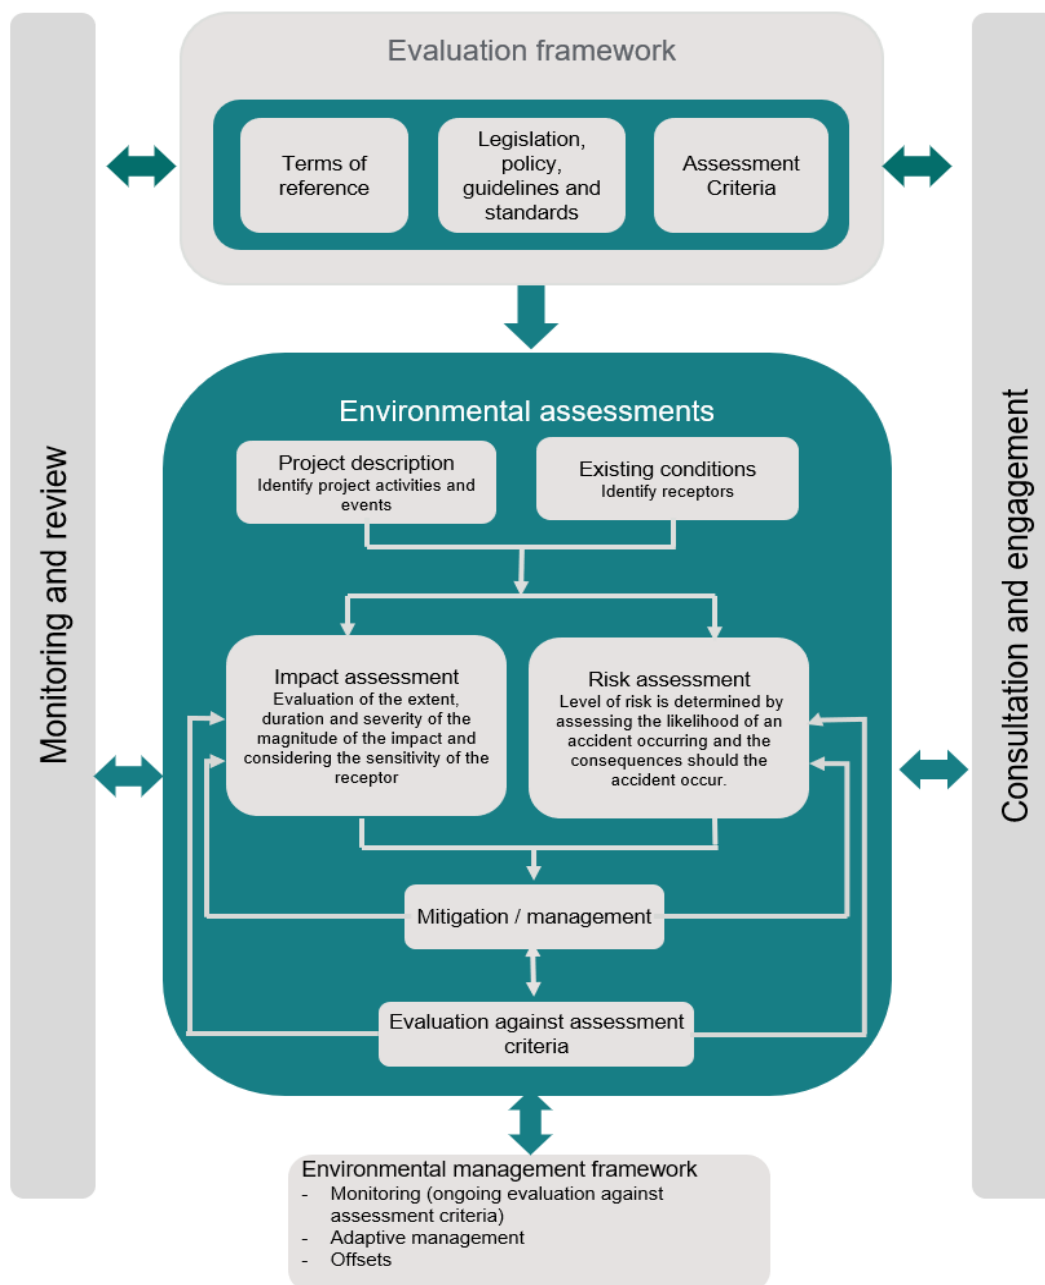 Evaluation framework
Terms of
reference
Legislation,
policy,
guidelines and
standards
Assessment
Criteria
Monitoring and review
Consultation and engagement
Environmental assessments
Project description
Identify project activities and
events
Existing conditions
Identify receptors
Impact assessment
Evaluation of the extent,
duration and severity of the
magnitude of the impact and
considering the sensitivity of the
receptor
Risk assessment
Level of risk is determined by
assessing the likelihood of an
accident occurring and the
consequences should the
accident occur.
Mitigation / management
Evaluation against assessment
criteria
Environmental management framework
- Monitoring (ongoing evaluation against
assessment criteria)
- Adaptive management
- Offsets